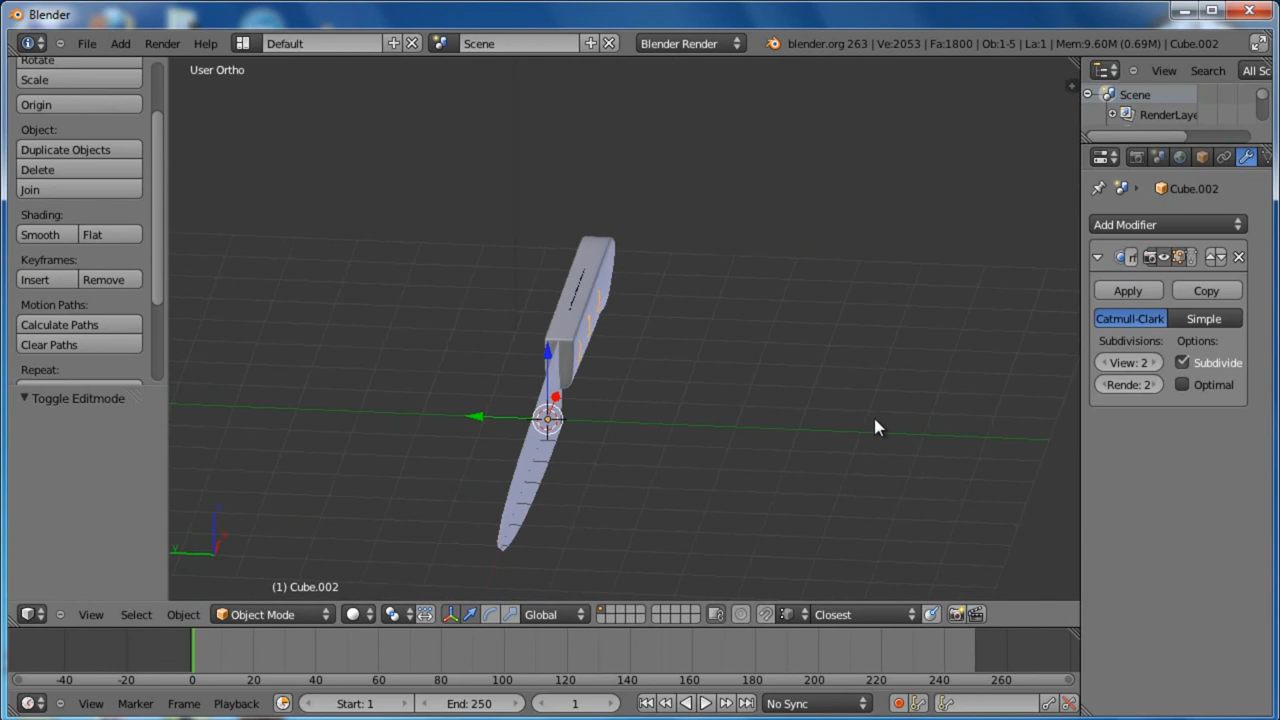 Blender
File Add Render Help Default Scene Blender Render blender.org 263 | Ve:2053 | Fa:1800 | Ob:1-5 | La:1 | Mem:9.60M (0.69M) | Cube.002
Rotate
Scale
Origin
Object:
Duplicate Objects
Delete
Join
Shading:
Smooth Flat
Keyframes:
Insert Remove
Motion Paths:
Calculate Paths
Clear Paths
Repeat:
Toggle Editmode
User Ortho
(1) Cube.002
View Search All Sc
Scene
RenderLaye
Cube.002
Add Modifier
Apply Copy
Catmull-Clark Simple
Subdivisions: Options:
View: 2 Subdivide
Rende: 2 Optimal
View Select Object Object Mode Global Closest
-40 -20 0 20 40 60 80 100 120 140 160 180 200 220 240 260
View Marker Frame Playback Start: 1 End: 250 1 No Sync